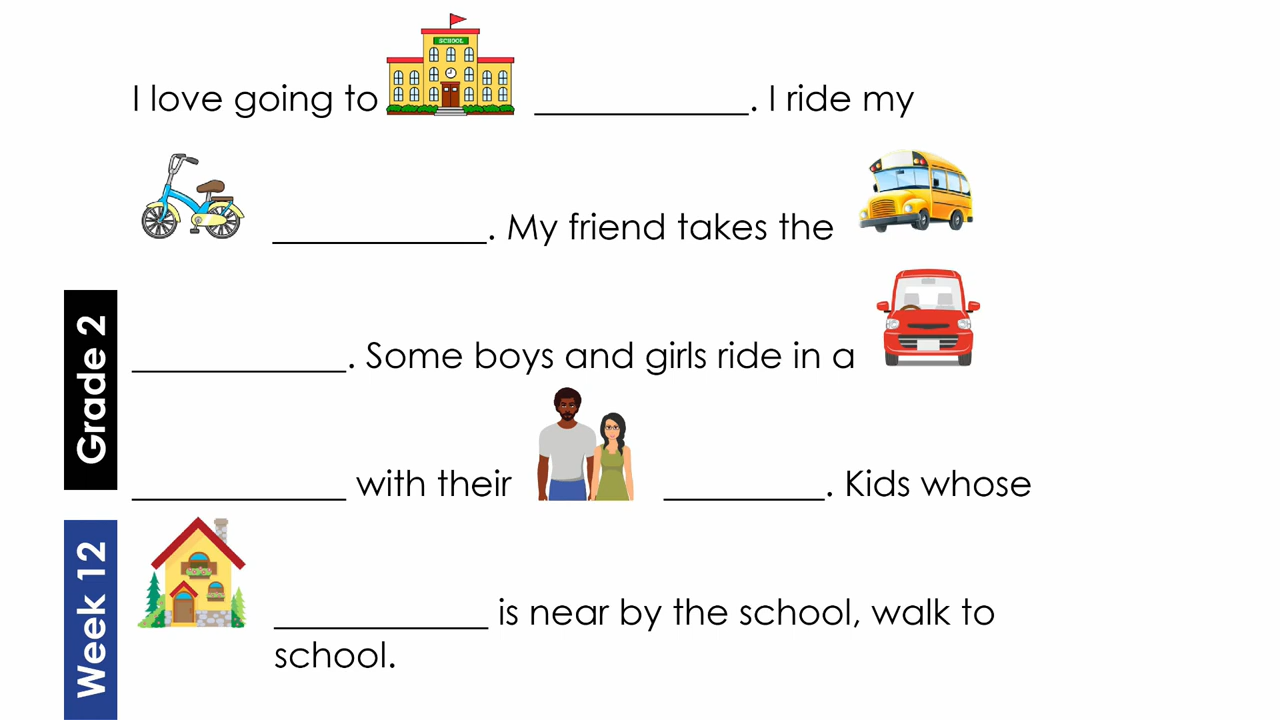 SCHOOL
I love going to ____________. I ride my
____________. My friend takes the
____________. Some boys and girls ride in a
____________ with their _________. Kids whose
____________ is near by the school, walk to
school.
Grade 2
Week 12